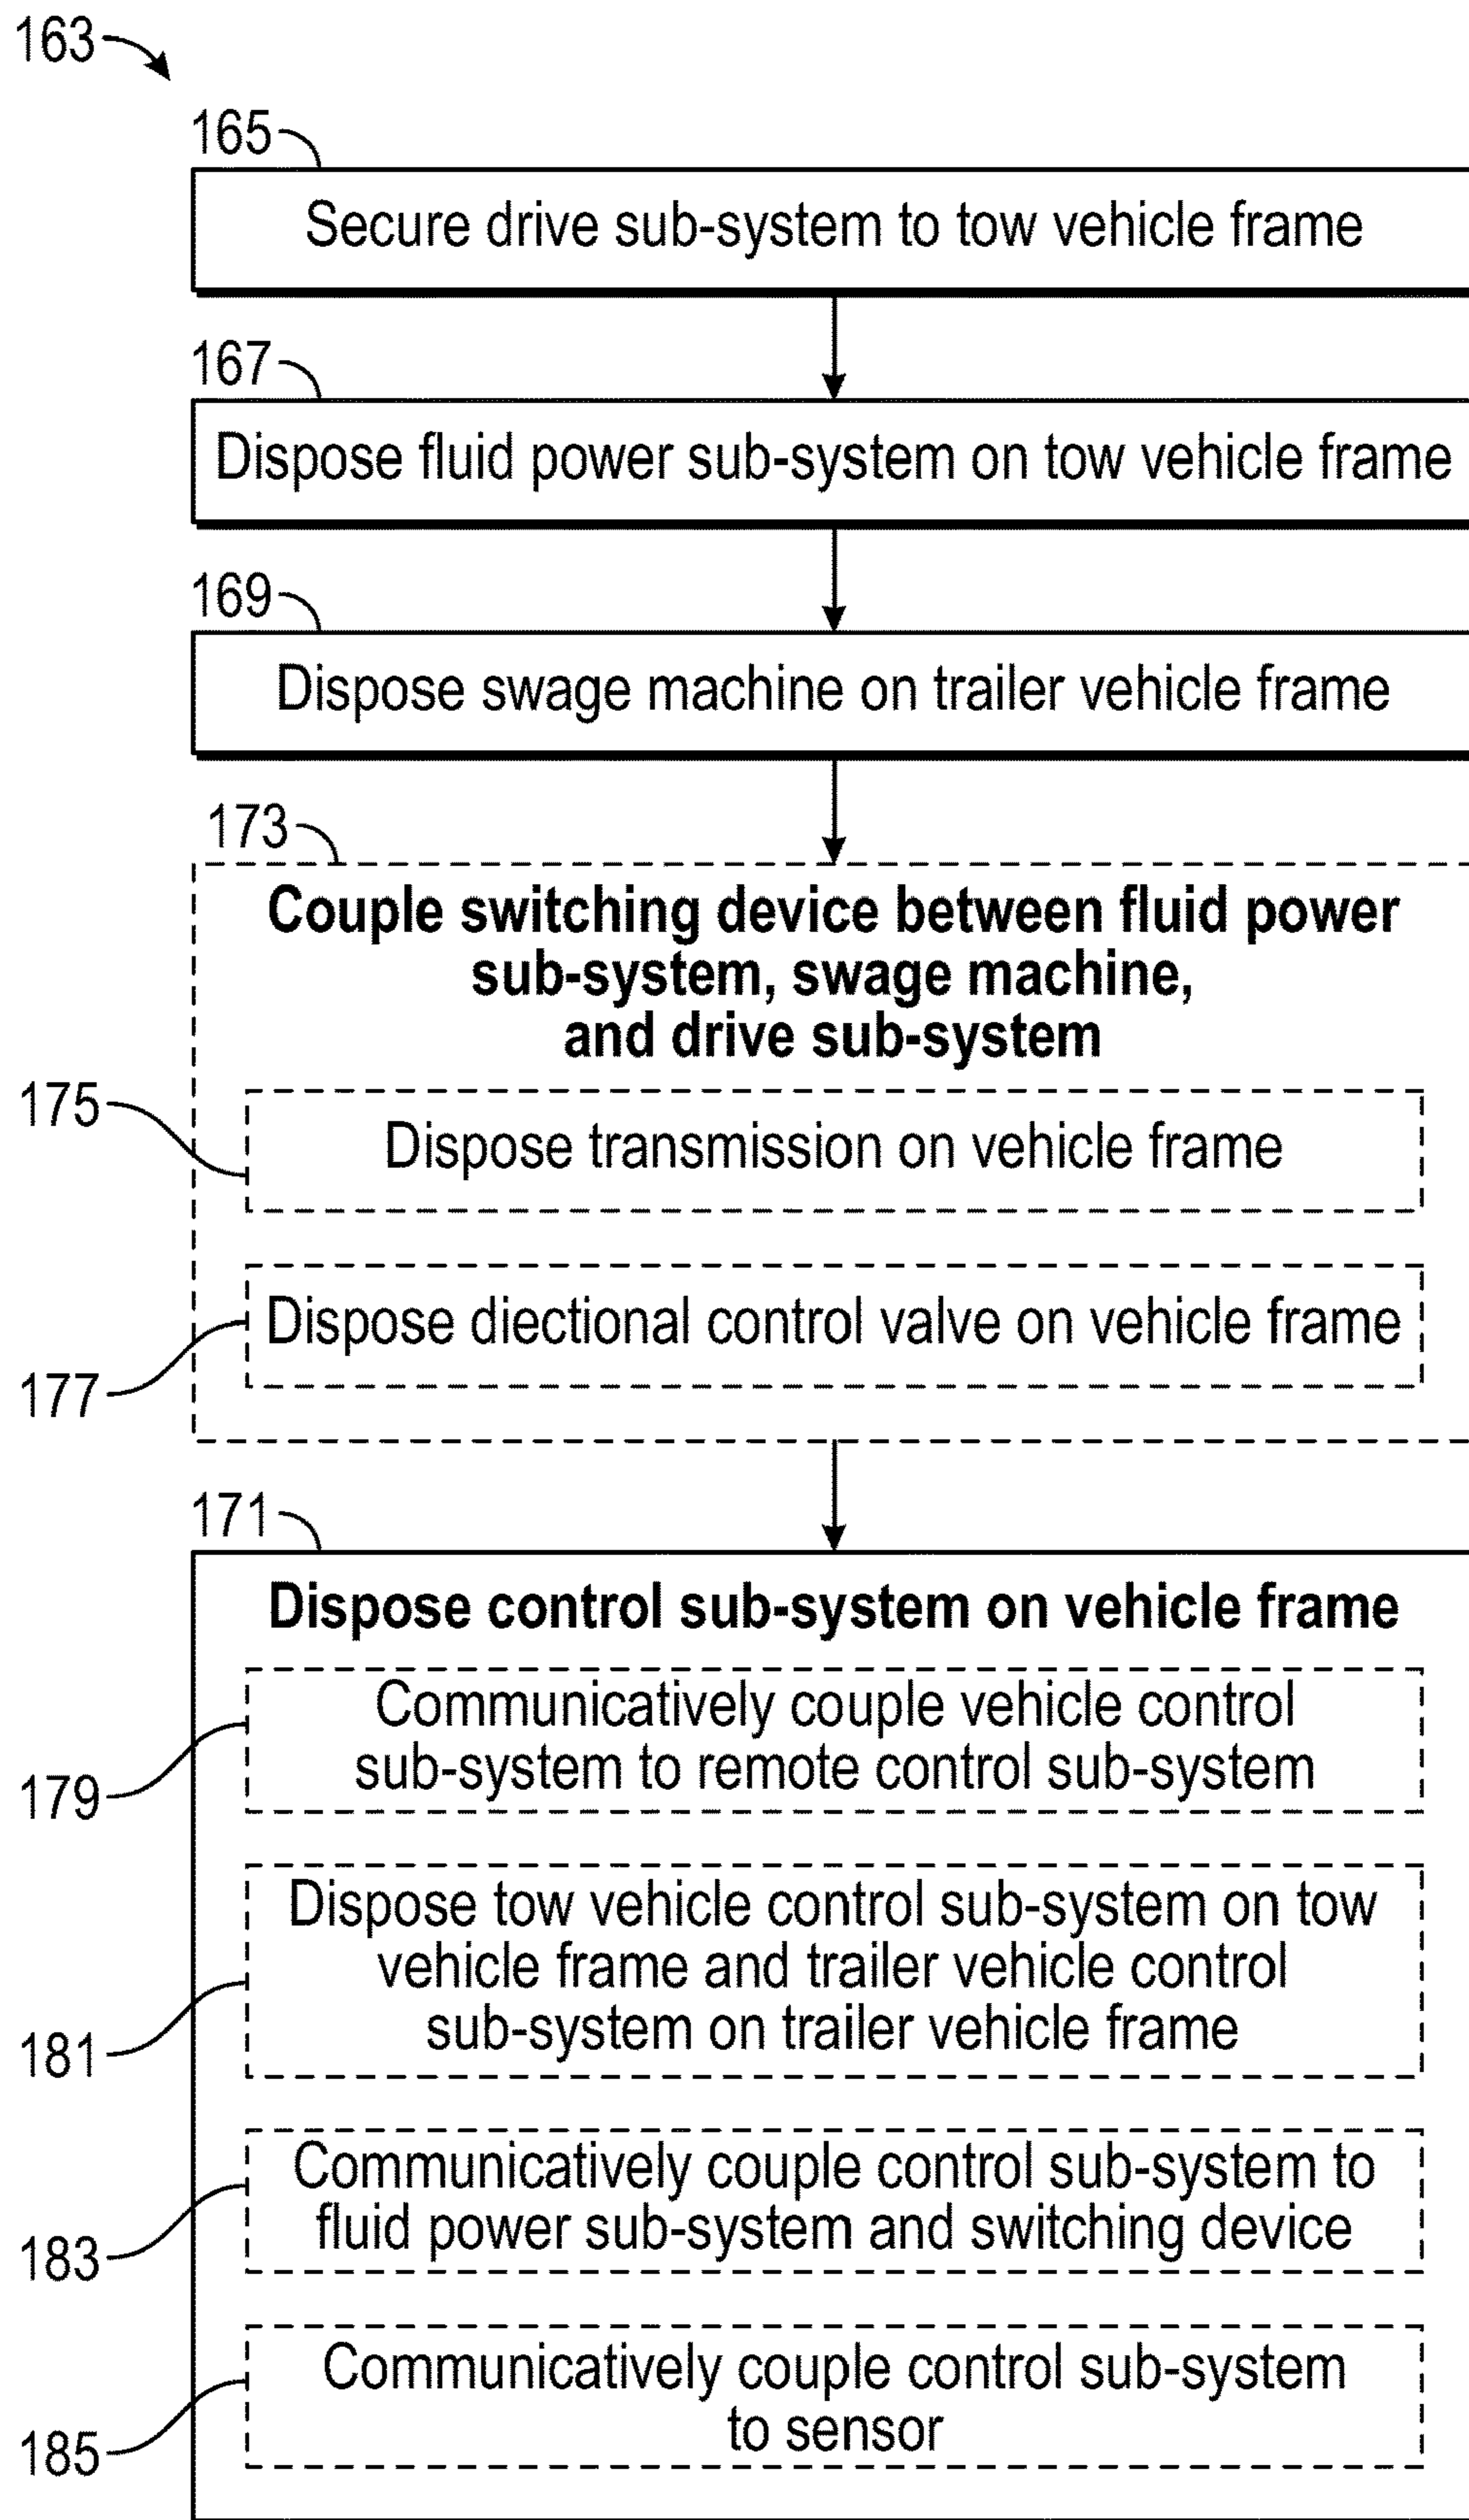 163
165
Secure drive sub-system to tow vehicle frame
167
Dispose fluid power sub-system on tow vehicle frame
169
Dispose swage machine on trailer vehicle frame
173
Couple switching device between fluid power
sub-system, swage machine,
and drive sub-system
175
Dispose transmission on vehicle frame
177
Dispose diectional control valve on vehicle frame
171
Dispose control sub-system on vehicle frame
179
Communicatively couple vehicle control
sub-system to remote control sub-system
181
Dispose tow vehicle control sub-system on tow
vehicle frame and trailer vehicle control
sub-system on trailer vehicle frame
183
Communicatively couple control sub-system to
fluid power sub-system and switching device
185
Communicatively couple control sub-system
to sensor